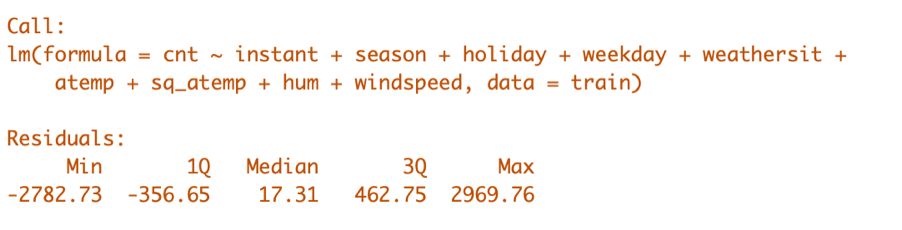 Call:
lm(formula = cnt ~ instant + season + holiday + weekday + weathersit +
    atemp + sq_atemp + hum + windspeed, data = train)
Residuals:
     Min       1Q   Median       3Q      Max
-2782.73  -356.65    17.31   462.75  2969.76